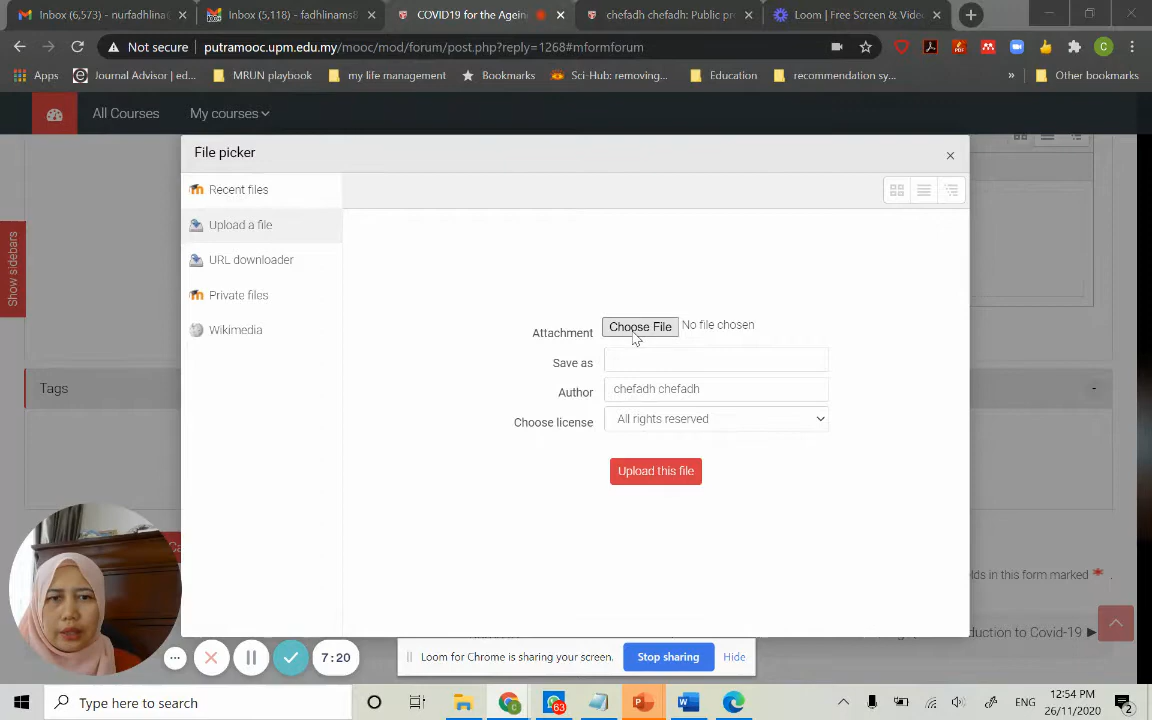 Inbox (6,573) - nurfadhlina(
Inbox (5,118) - fadhlinams8
COVID19 for the Agein
chefadh chefadh: Public pr
Loom | Free Screen & Vide
Not secure putramooc.upm.edu.my/mooc/mod/forum/post.php?reply=1268#mformforum
C
Apps
Journal Advisor | ed...
MRUN playbook
my life management
Bookmarks
Sci-Hub: removing...
Education
recommendation sy...
»
Other bookmarks
All Courses
My courses
File picker
Recent files
Upload a file
URL downloader
Private files
Wikimedia
Show sidebars
Attachment Choose File No file chosen
Save as
Author chefadh chefadh
Choose license All rights reserved
Upload this file
Tags
Ca
elds in this form marked * .
duction to Covid-19 ►
7:20
Loom for Chrome is sharing your screen. Stop sharing Hide
Type here to search
63
ENG
12:54 PM
26/11/2020
2